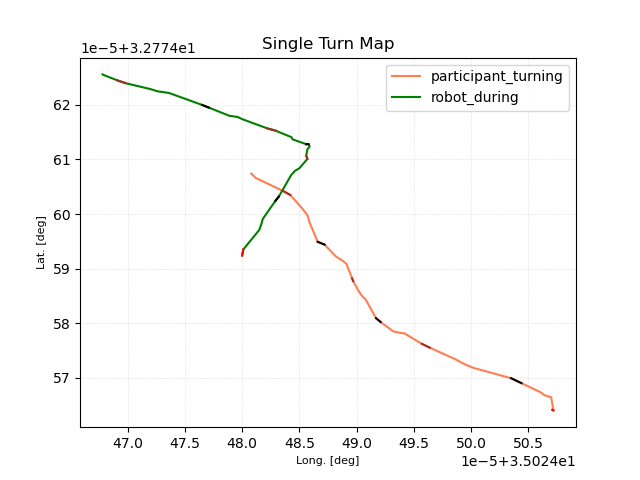 Single Turn Map
1e−5+3.2774e1
participant_turning
robot_during
62
61
60
59
58
57
Lat. [deg]
47.0 47.5 48.0 48.5 49.0 49.5 50.0 50.5
Long. [deg]
1e−5+3.5024e1